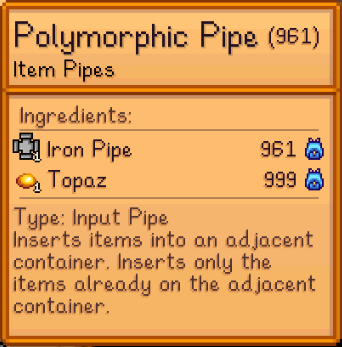 Polymorphic Pipe (961)
Item Pipes
Ingredients:
1 Iron Pipe 961
1 Topaz 999
Type: Input Pipe
Inserts items into an adjacent
container. Inserts only the
items already on the adjacent
container.